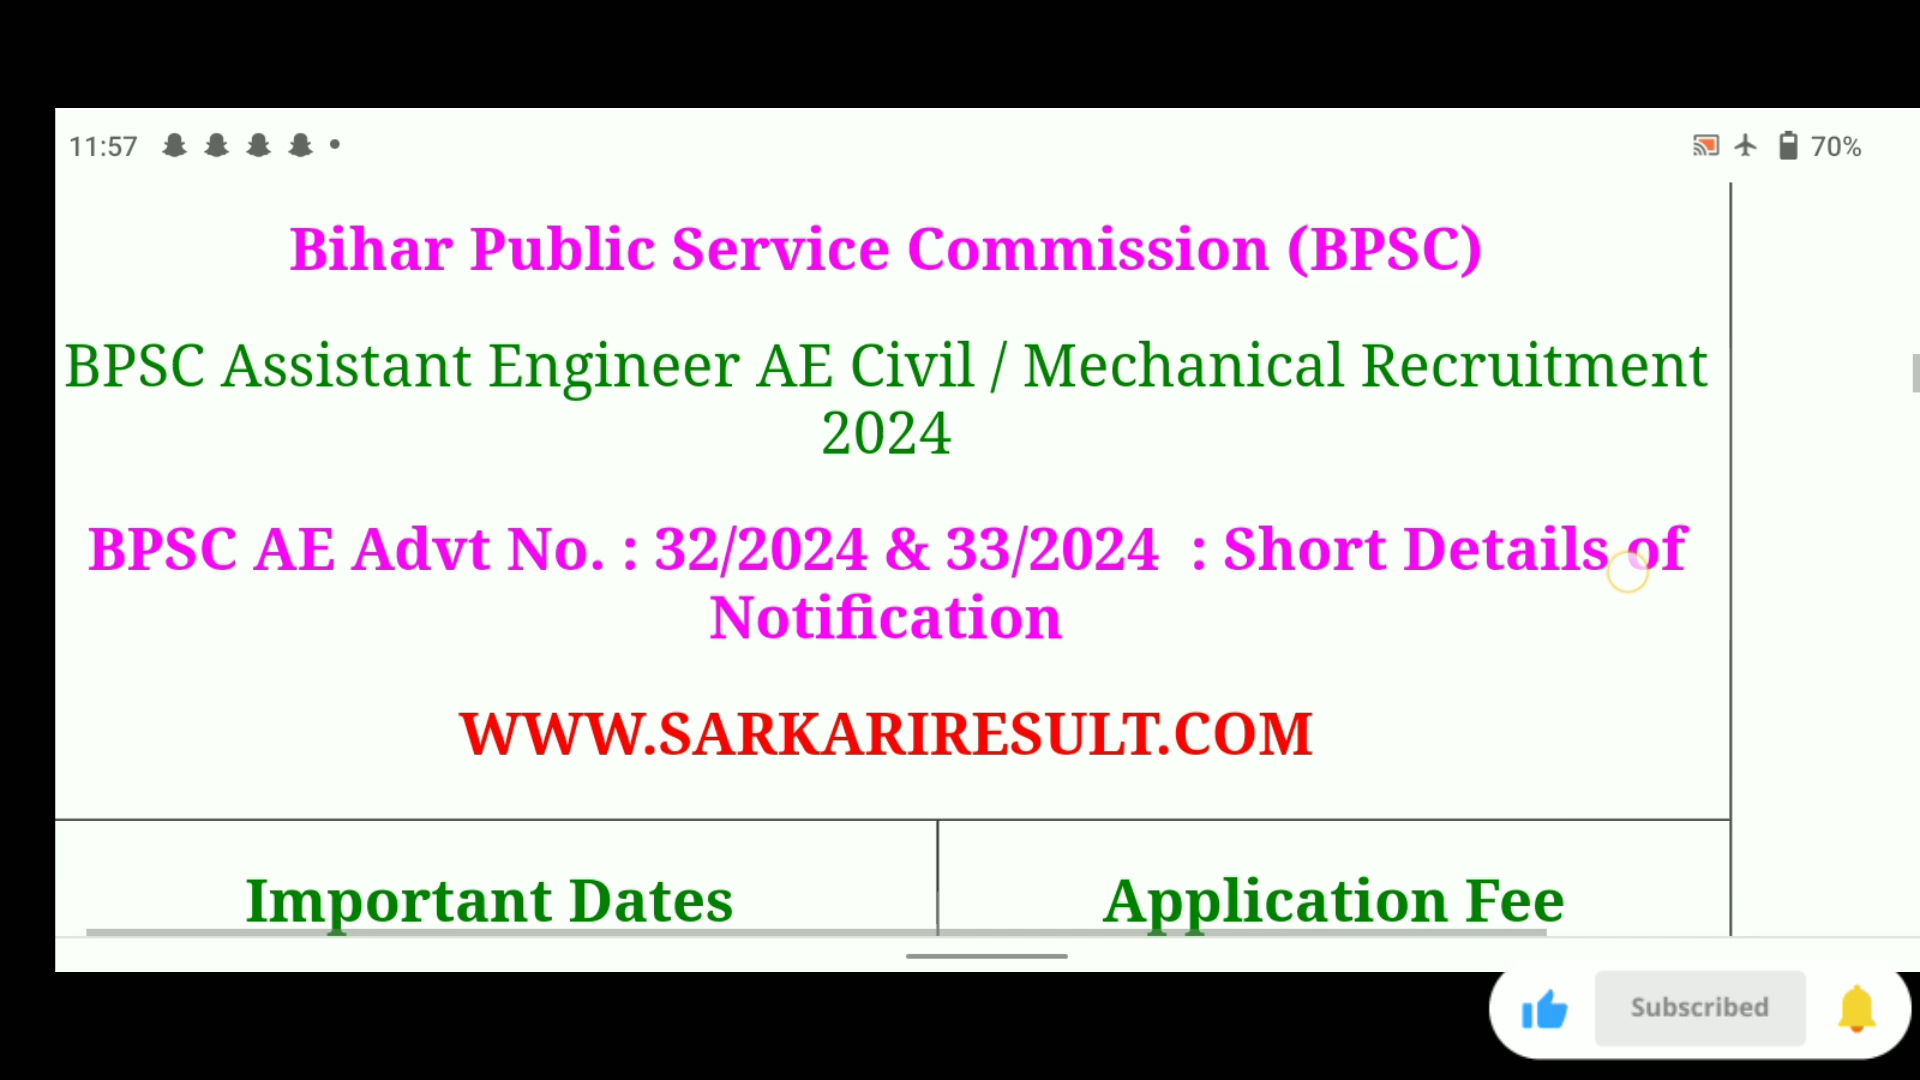 11:57
70%
Bihar Public Service Commission (BPSC)
BPSC Assistant Engineer AE Civil / Mechanical Recruitment
2024
BPSC AE Advt No. : 32/2024 & 33/2024 : Short Details of
Notification
WWW.SARKARIRESULT.COM
Important Dates
Application Fee
Subscribed